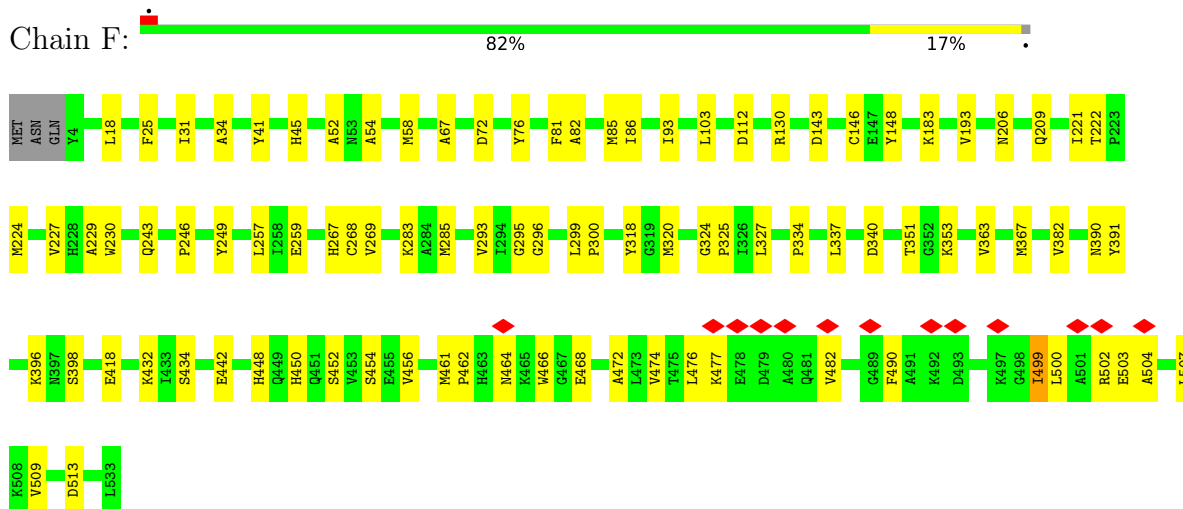 Chain F:
82% 17%
MET ASN GLN Y4 L18 F25 I31 A34 Y41 H45 A52 N53 A54 M58 A67 D72 Y76 F81 A82 M85 I86 I93 L103 D112 R130 D143 C146 E147 Y148 K183 V193 N206 Q209 I221 T222 P223
M224 V227 H228 A229 W230 Q243 P246 Y249 L257 I258 E259 H267 C268 V269 K283 A284 M285 V293 I294 G295 G296 L299 P300 Y318 G319 M320 G324 P325 I326 L327 P334 L337 D340 T351 G352 K353 V363 M367 V382 N390 Y391
K396 N397 S398 E418 K432 I433 S434 E442 H448 Q449 H450 Q451 S452 V453 S454 E455 V456 M461 P462 H463 N464 K465 W466 G467 E468 A472 L473 V474 T475 L476 K477 E478 D479 A480 Q481 V482 G489 F490 A491 K492 D493 K497 G498 I499 L500 A501 R502 E503 A504 L507
K508 V509 D513 L533